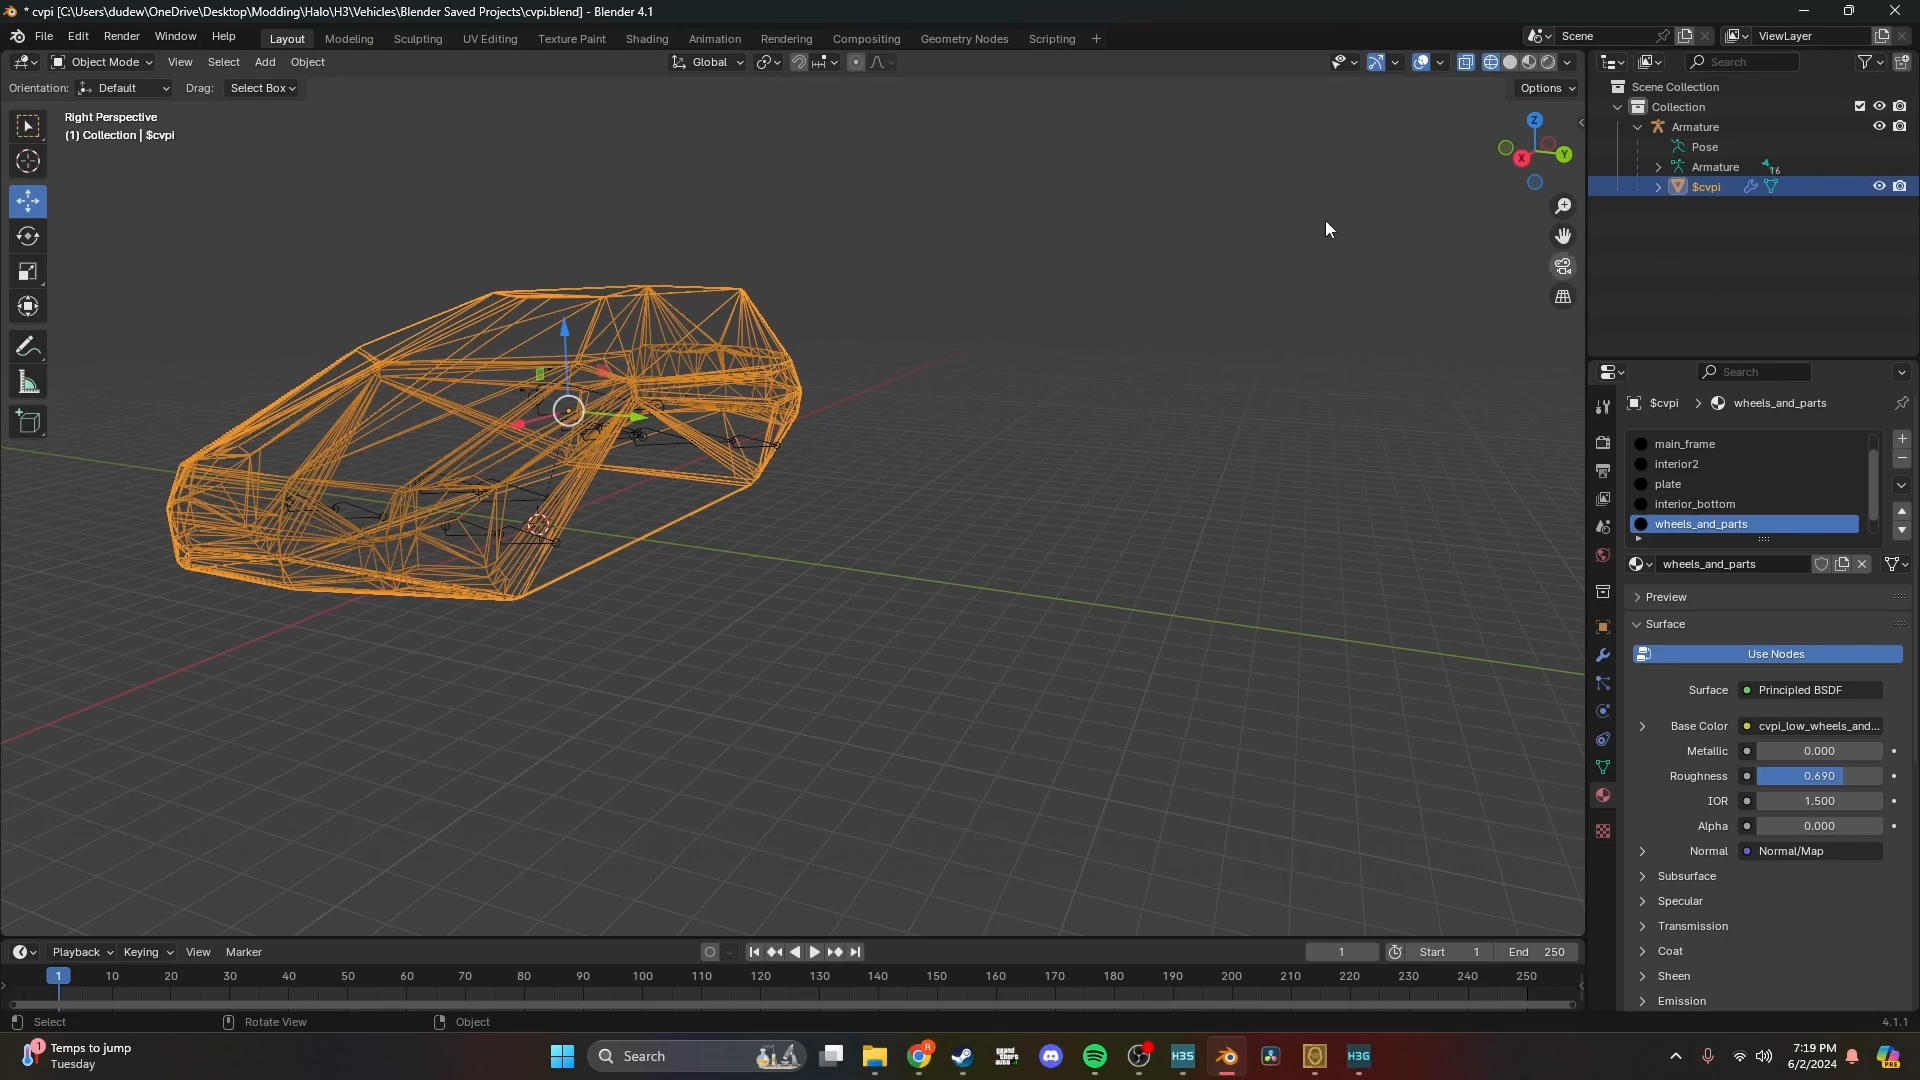 * cvpi [C:\Users\dudew\OneDrive\Desktop\Modding\Halo\H3\Vehicles\Blender Saved Projects\cvpi.blend] - Blender 4.1
File Edit Render Window Help Layout Modeling Sculpting UV Editing Texture Paint Shading Animation Rendering Compositing Geometry Nodes Scripting + Scene ViewLayer
Object Mode View Select Add Object Global Search
Orientation: Default Drag: Select Box Options
Right Perspective
(1) Collection | $cvpi
Z
X
Y
Scene Collection
Collection
Armature
Pose
Armature 16
$cvpi
Search
$cvpi > wheels_and_parts
main_frame
interior2
plate
interior_bottom
wheels_and_parts
wheels_and_parts
Preview
Surface
Use Nodes
Surface Principled BSDF
Base Color cvpi_low_wheels_and...
Metallic 0.000
Roughness 0.690
IOR 1.500
Alpha 0.000
Normal Normal/Map
Subsurface
Specular
Transmission
Coat
Sheen
Emission
Playback Keying View Marker 1 Start 1 End 250
1 10 20 30 40 50 60 70 80 90 100 110 120 130 140 150 160 170 180 190 200 210 220 230 240 250
Select Rotate View Object 4.1.1
1 Temps to jump
Tuesday
Search
R
H3S
H3G
7:19 PM
6/2/2024
PRE